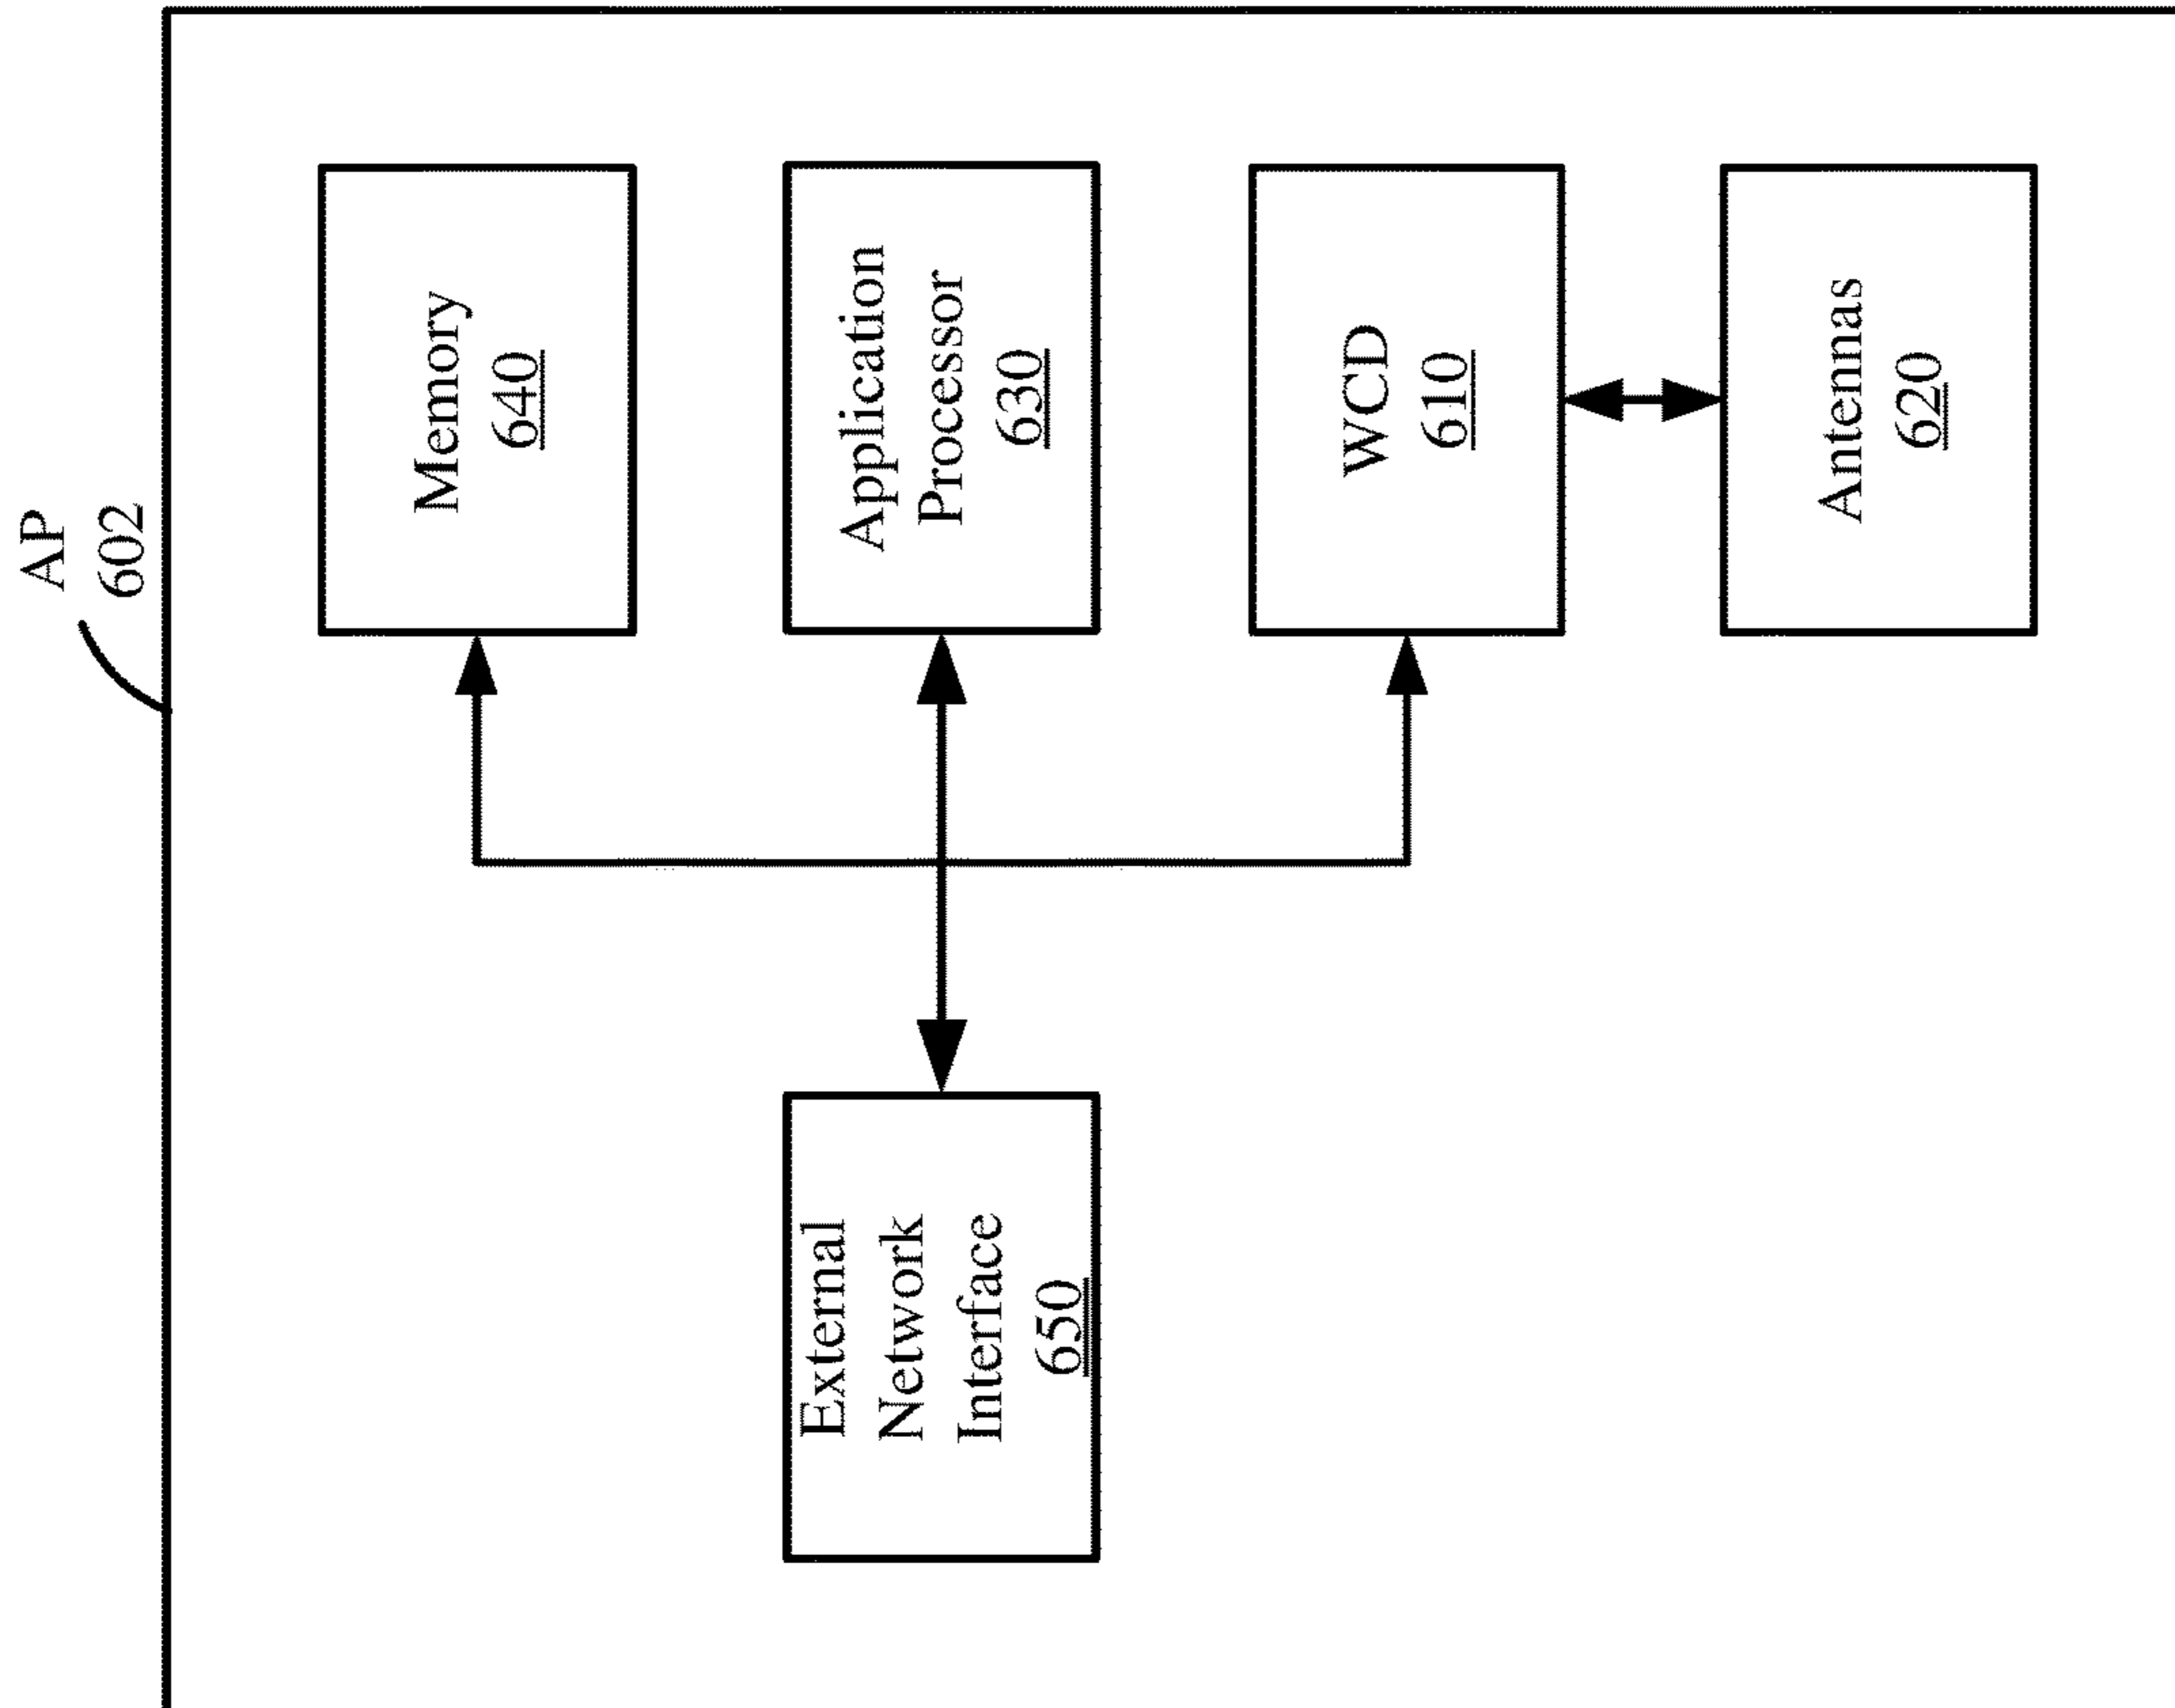 AP
602
Memory
640
Application
Processor
630
WCD
610
Antennas
620
External
Network
Interface
650